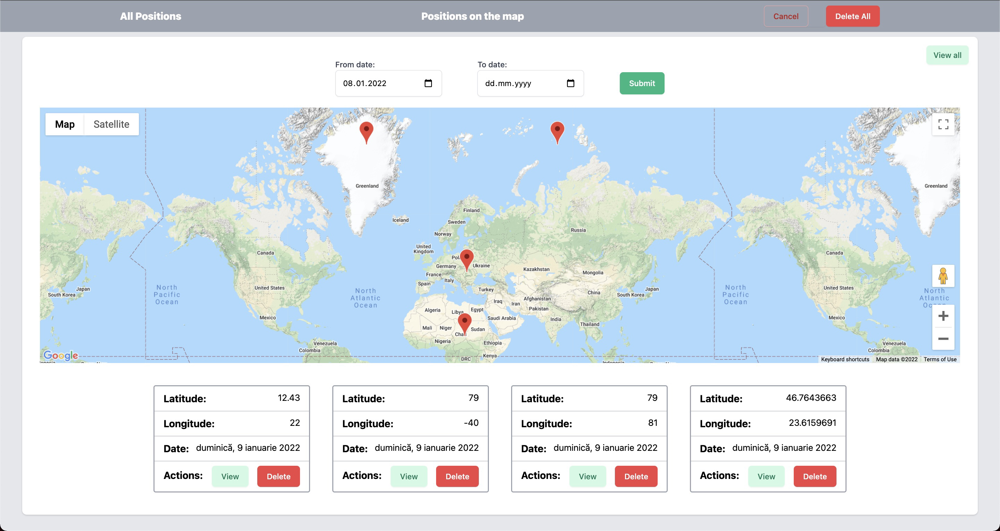 All Positions
Positions on the map
Cancel
Delete All
View all
From date:
To date:
08.01.2022
dd.mm.yyyy
Submit
Map
Satellite
Greenland
Greenland
Finland
Iceland
Sweden
Russia
Norway
United
Kingdom
Canada
Canada
Germany
Ukraine
Kazakhstan
Mongolia
France
Italy
Spain
United States
United States
North
Pacific
Ocean
North
Pacific
Ocean
North
Atlantic
Ocean
North
Atlantic
Japan
South Korea
Turkey
China
South Korea
Japan
Iraq
Iran
Afghanistan
Pakistan
Algeria
Libya
Egypt
Saudi Arabia
India
Thailand
Mexico
Mexico
Mali
Niger
Sudan
Nigeria
Ethiopia
Venezuela
Colombia
Venezuela
Colombia
Kenya
DRC
Google
Indonesia
Keyboard shortcuts
Map data ©2022
Terms of Use
Latitude: 12.43
Longitude: 22
Date: duminică, 9 ianuarie 2022
Actions: View Delete
Latitude: 79
Longitude: -40
Date: duminică, 9 ianuarie 2022
Actions: View Delete
Latitude: 79
Longitude: 81
Date: duminică, 9 ianuarie 2022
Actions: View Delete
Latitude: 46.7643663
Longitude: 23.6159691
Date: duminică, 9 ianuarie 2022
Actions: View Delete